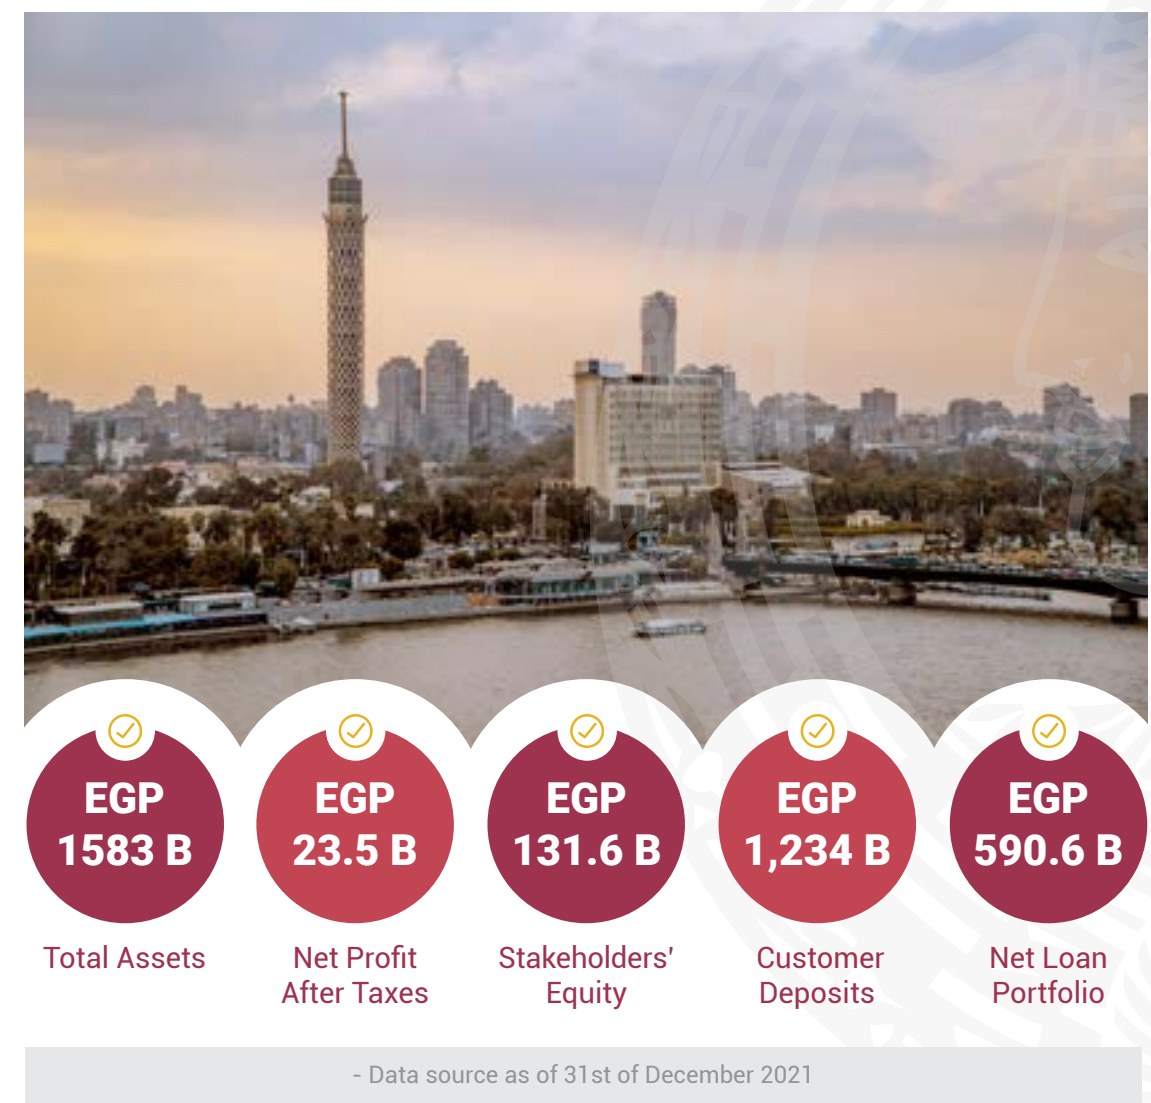 EGP
1583 B
EGP
23.5 B
EGP
131.6 B
EGP
1,234 B
EGP
590.6 B
Total Assets
Net Profit
After Taxes
Stakeholders'
Equity
Customer
Deposits
Net Loan
Portfolio
- Data source as of 31st of December 2021